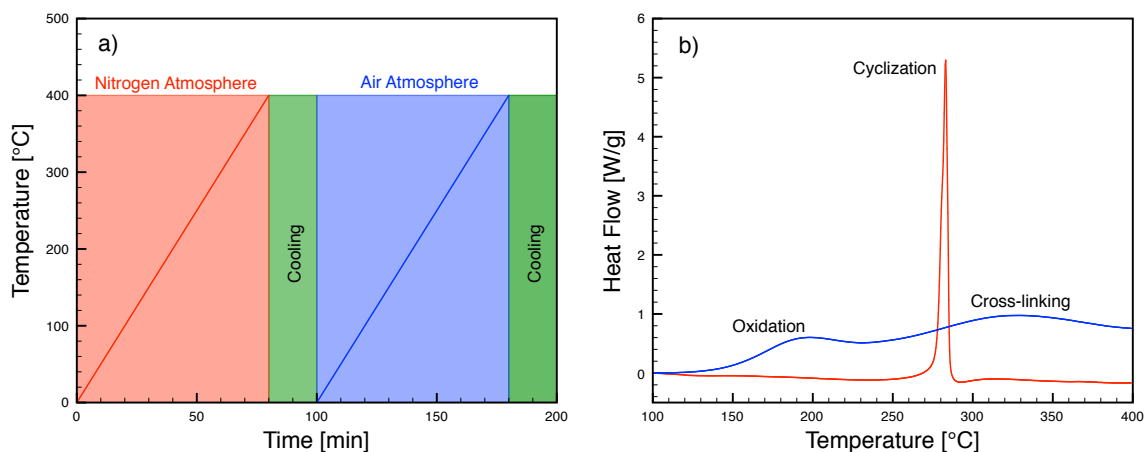 a)
Nitrogen Atmosphere
Air Atmosphere
Cooling
Cooling
Temperature [°C]
500
400
300
200
100
0
0
50
100
150
200
Time [min]
b)
Cyclization
Oxidation
Cross-linking
Heat Flow [W/g]
6
5
4
3
2
1
0
100
150
200
250
300
350
400
Temperature [°C]